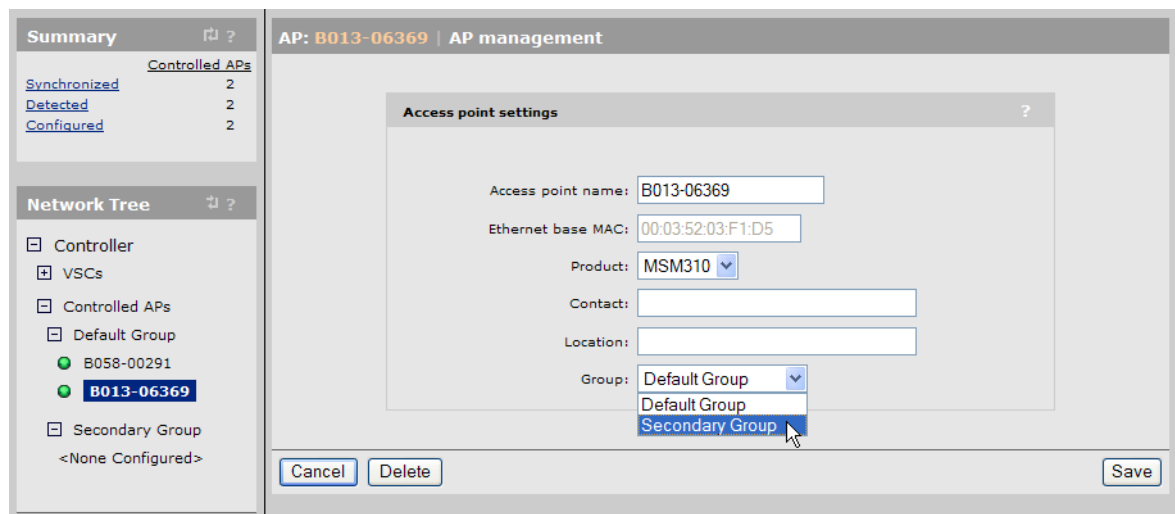 Summary ?
Controlled APs
Synchronized 2
Detected 2
Configured 2
Network Tree ?
Controller
VSCs
Controlled APs
Default Group
B058-00291
B013-06369
Secondary Group
<None Configured>
AP: B013-06369 | AP management
Access point settings ?
Access point name: B013-06369
Ethernet base MAC: 00:03:52:03:F1:D5
Product: MSM310
Contact:
Location:
Group: Default Group
Default Group
Secondary Group
Cancel Delete Save